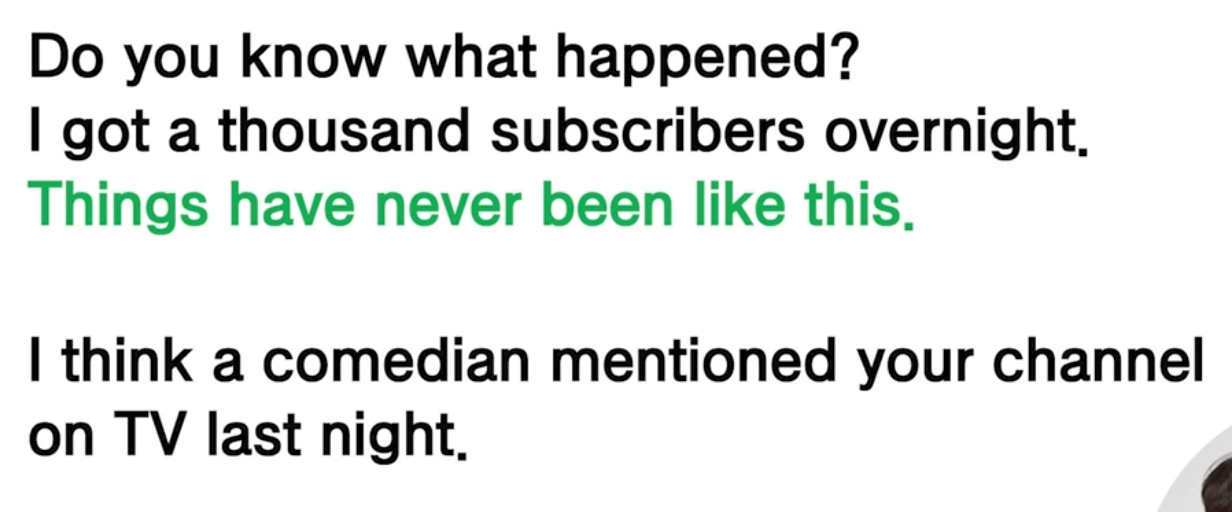 Do you know what happened?
I got a thousand subscribers overnight.
Things have never been like this.
I think a comedian mentioned your channel
on TV last night.